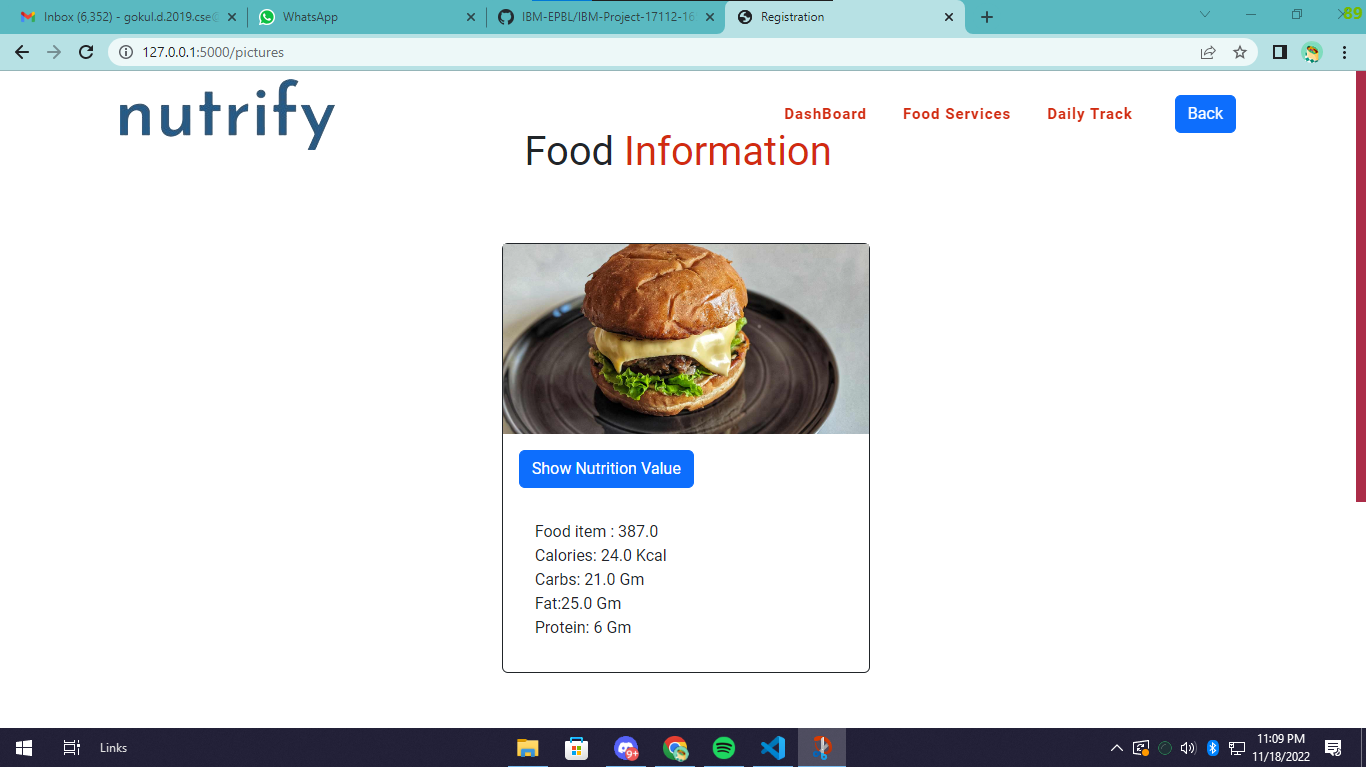 Inbox (6,352) - gokul.d.2019.cse@
WhatsApp
IBM-EPBL/IBM-Project-17112-16
Registration
89
127.0.0.1:5000/pictures
nutrify
DashBoard
Food Services
Daily Track
Back
Food Information
Show Nutrition Value
Food item : 387.0
Calories: 24.0 Kcal
Carbs: 21.0 Gm
Fat:25.0 Gm
Protein: 6 Gm
Links
9+
11:09 PM
11/18/2022